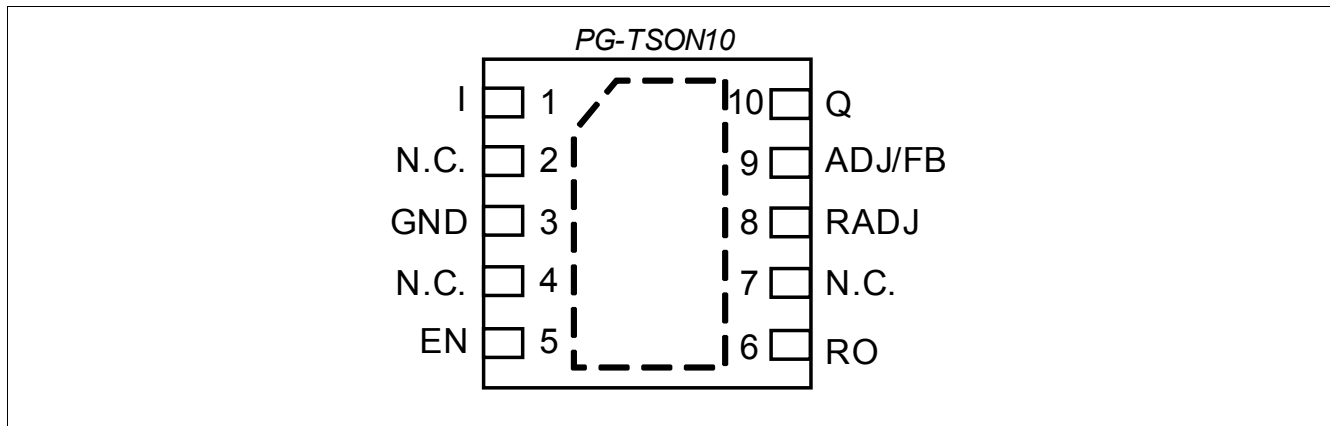 PG-TSON10
I 1 10 Q
N.C. 2 9 ADJ/FB
GND 3 8 RADJ
N.C. 4 7 N.C.
EN 5 6 RO